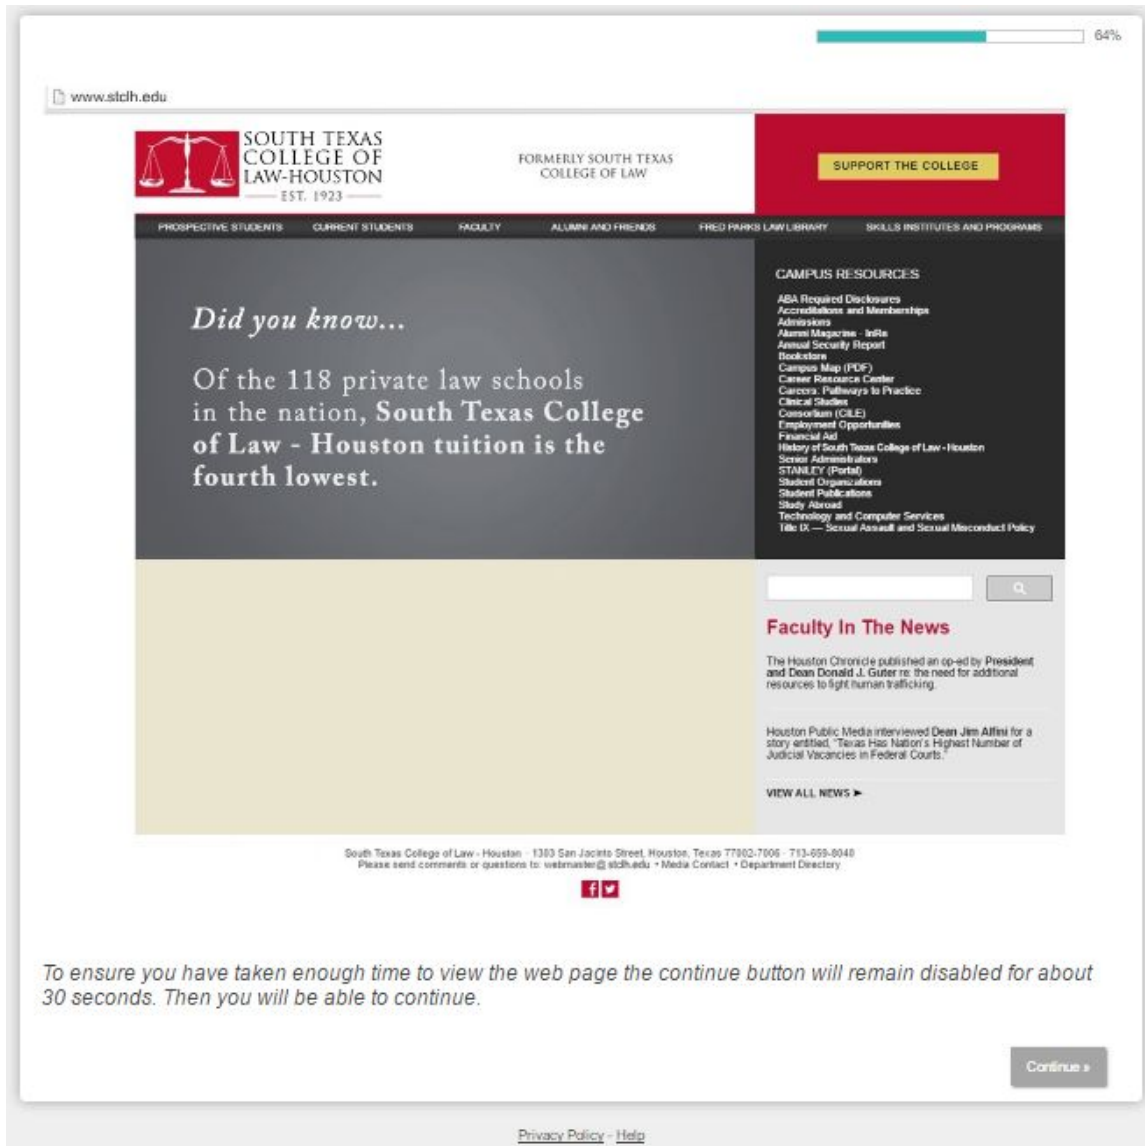 64%
www.stclh.edu
SOUTH TEXAS
COLLEGE OF
LAW-HOUSTON
EST. 1923
FORMERLY SOUTH TEXAS
COLLEGE OF LAW
SUPPORT THE COLLEGE
PROSPECTIVE STUDENTS CURRENT STUDENTS FACULTY ALUMNI AND FRIENDS FRED PARKS LAW LIBRARY SKILLS INSTITUTES AND PROGRAMS
Did you know...
Of the 118 private law schools
in the nation, South Texas College
of Law - Houston tuition is the
fourth lowest.
CAMPUS RESOURCES
ABA Required Disclosures
Accreditations and Memberships
Admissions
Alumni Magazine - InRe
Annual Security Report
Bookstore
Campus Map (PDF)
Career Resource Center
Careers: Pathways to Practice
Clinical Studies
Consortium (CILE)
Employment Opportunities
Financial Aid
History of South Texas College of Law - Houston
Senior Administrators
STANLEY (Portal)
Student Organizations
Student Publications
Study Abroad
Technology and Computer Services
Title IX — Sexual Assault and Sexual Misconduct Policy
Faculty In The News
The Houston Chronicle published an op-ed by President
and Dean Donald J. Guter re: the need for additional
resources to fight human trafficking.
Houston Public Media interviewed Dean Jim Alfini for a
story entitled, "Texas Has Nation's Highest Number of
Judicial Vacancies in Federal Courts."
VIEW ALL NEWS ►
South Texas College of Law - Houston · 1303 San Jacinto Street, Houston, Texas 77002-7006 · 713-659-8040
Please send comments or questions to: webmaster@stclh.edu • Media Contact • Department Directory
To ensure you have taken enough time to view the web page the continue button will remain disabled for about
30 seconds. Then you will be able to continue.
Continue »
Privacy Policy - Help